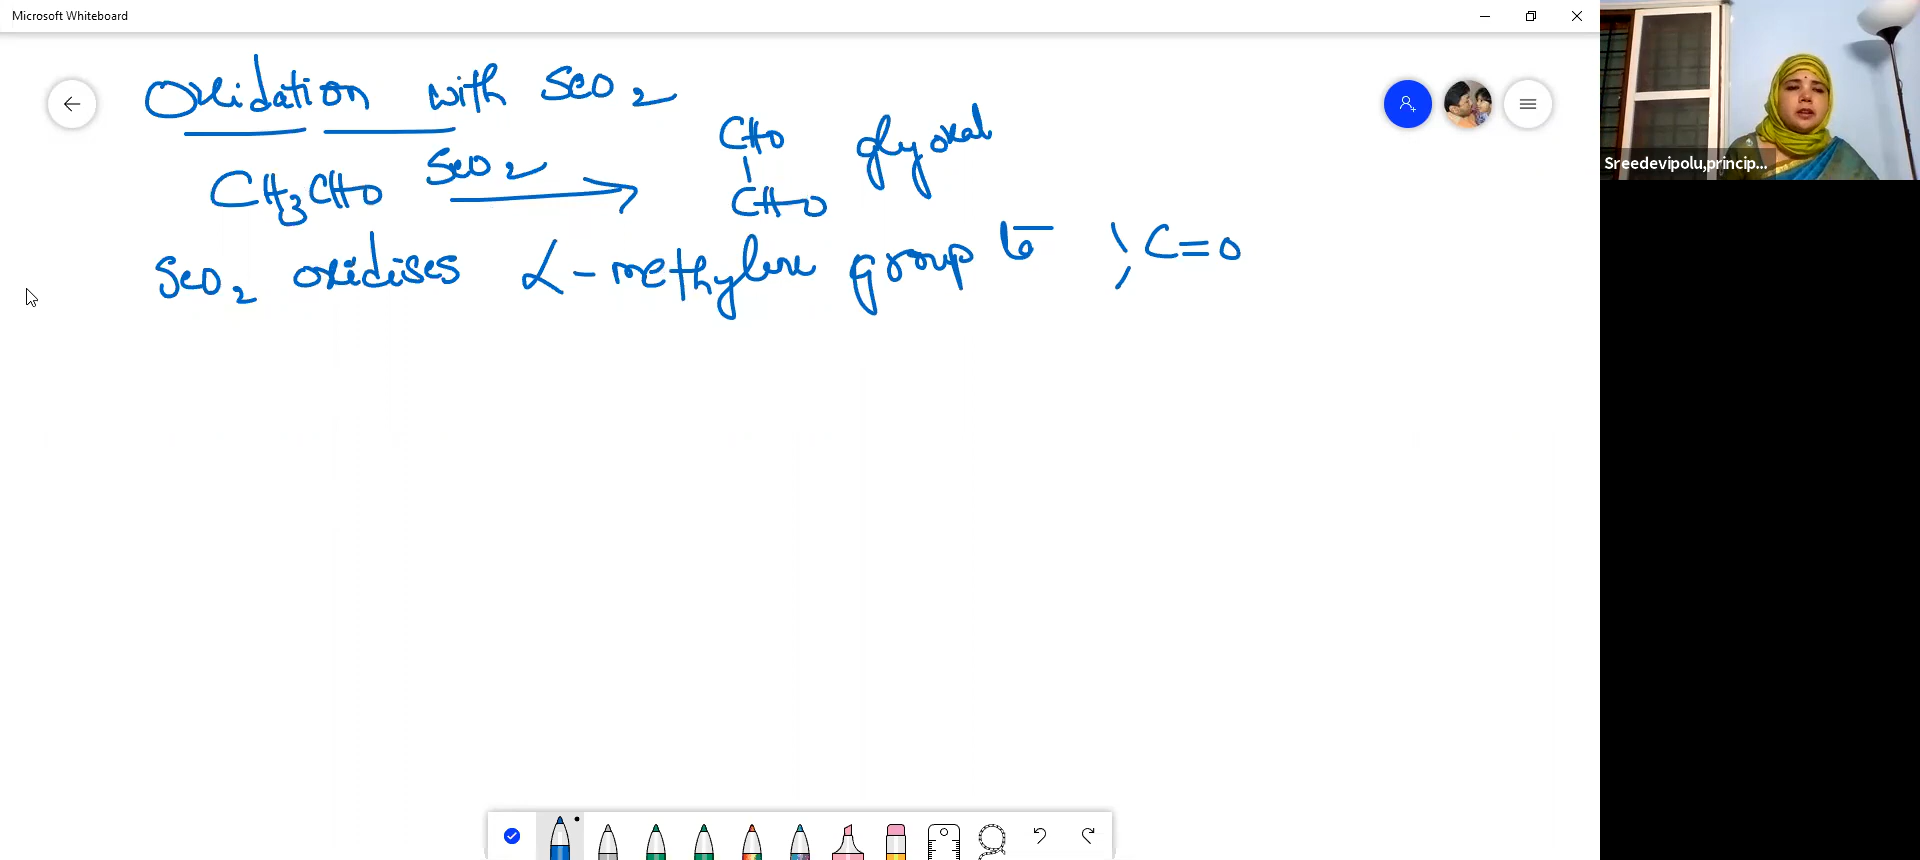 Microsoft Whiteboard
Oxidation with SeO2
CH3CHO SeO2 → CHO glyoxal
CHO
SeO2 oxidises α-methylene group to C=O
Sreedevipolu,princip...